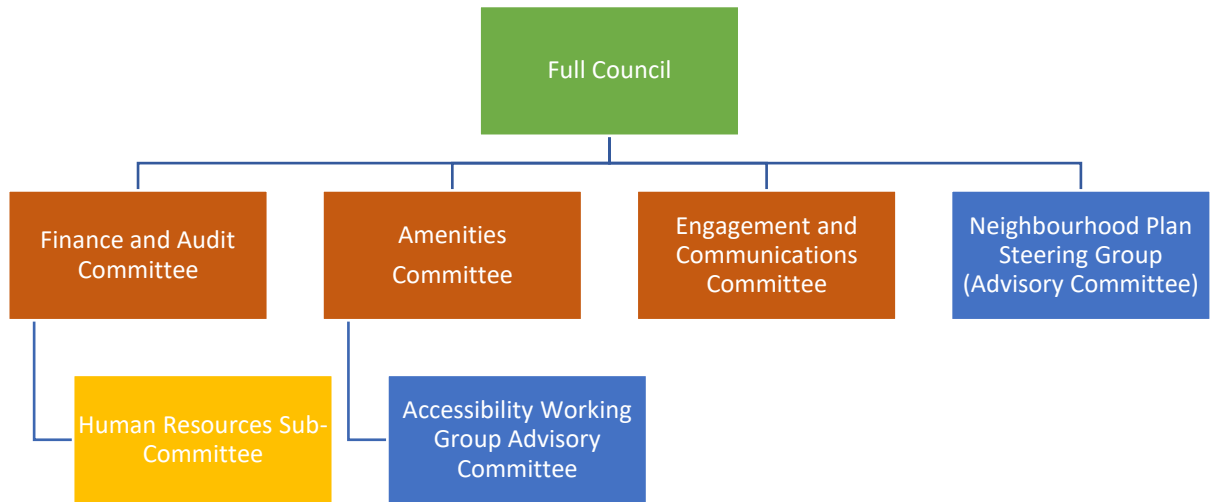 Full Council
Finance and Audit
Committee
Amenities
Committee
Engagement and
Communications
Committee
Neighbourhood Plan
Steering Group
(Advisory Committee)
Human Resources Sub-
Committee
Accessibility Working
Group Advisory
Committee